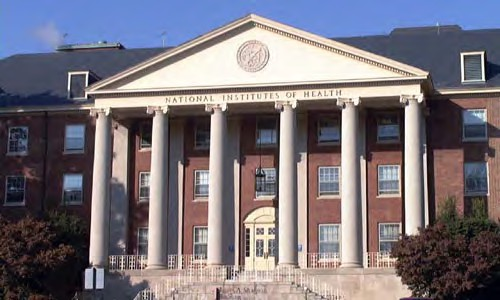 NATIONAL INSTITUTES OF HEALTH